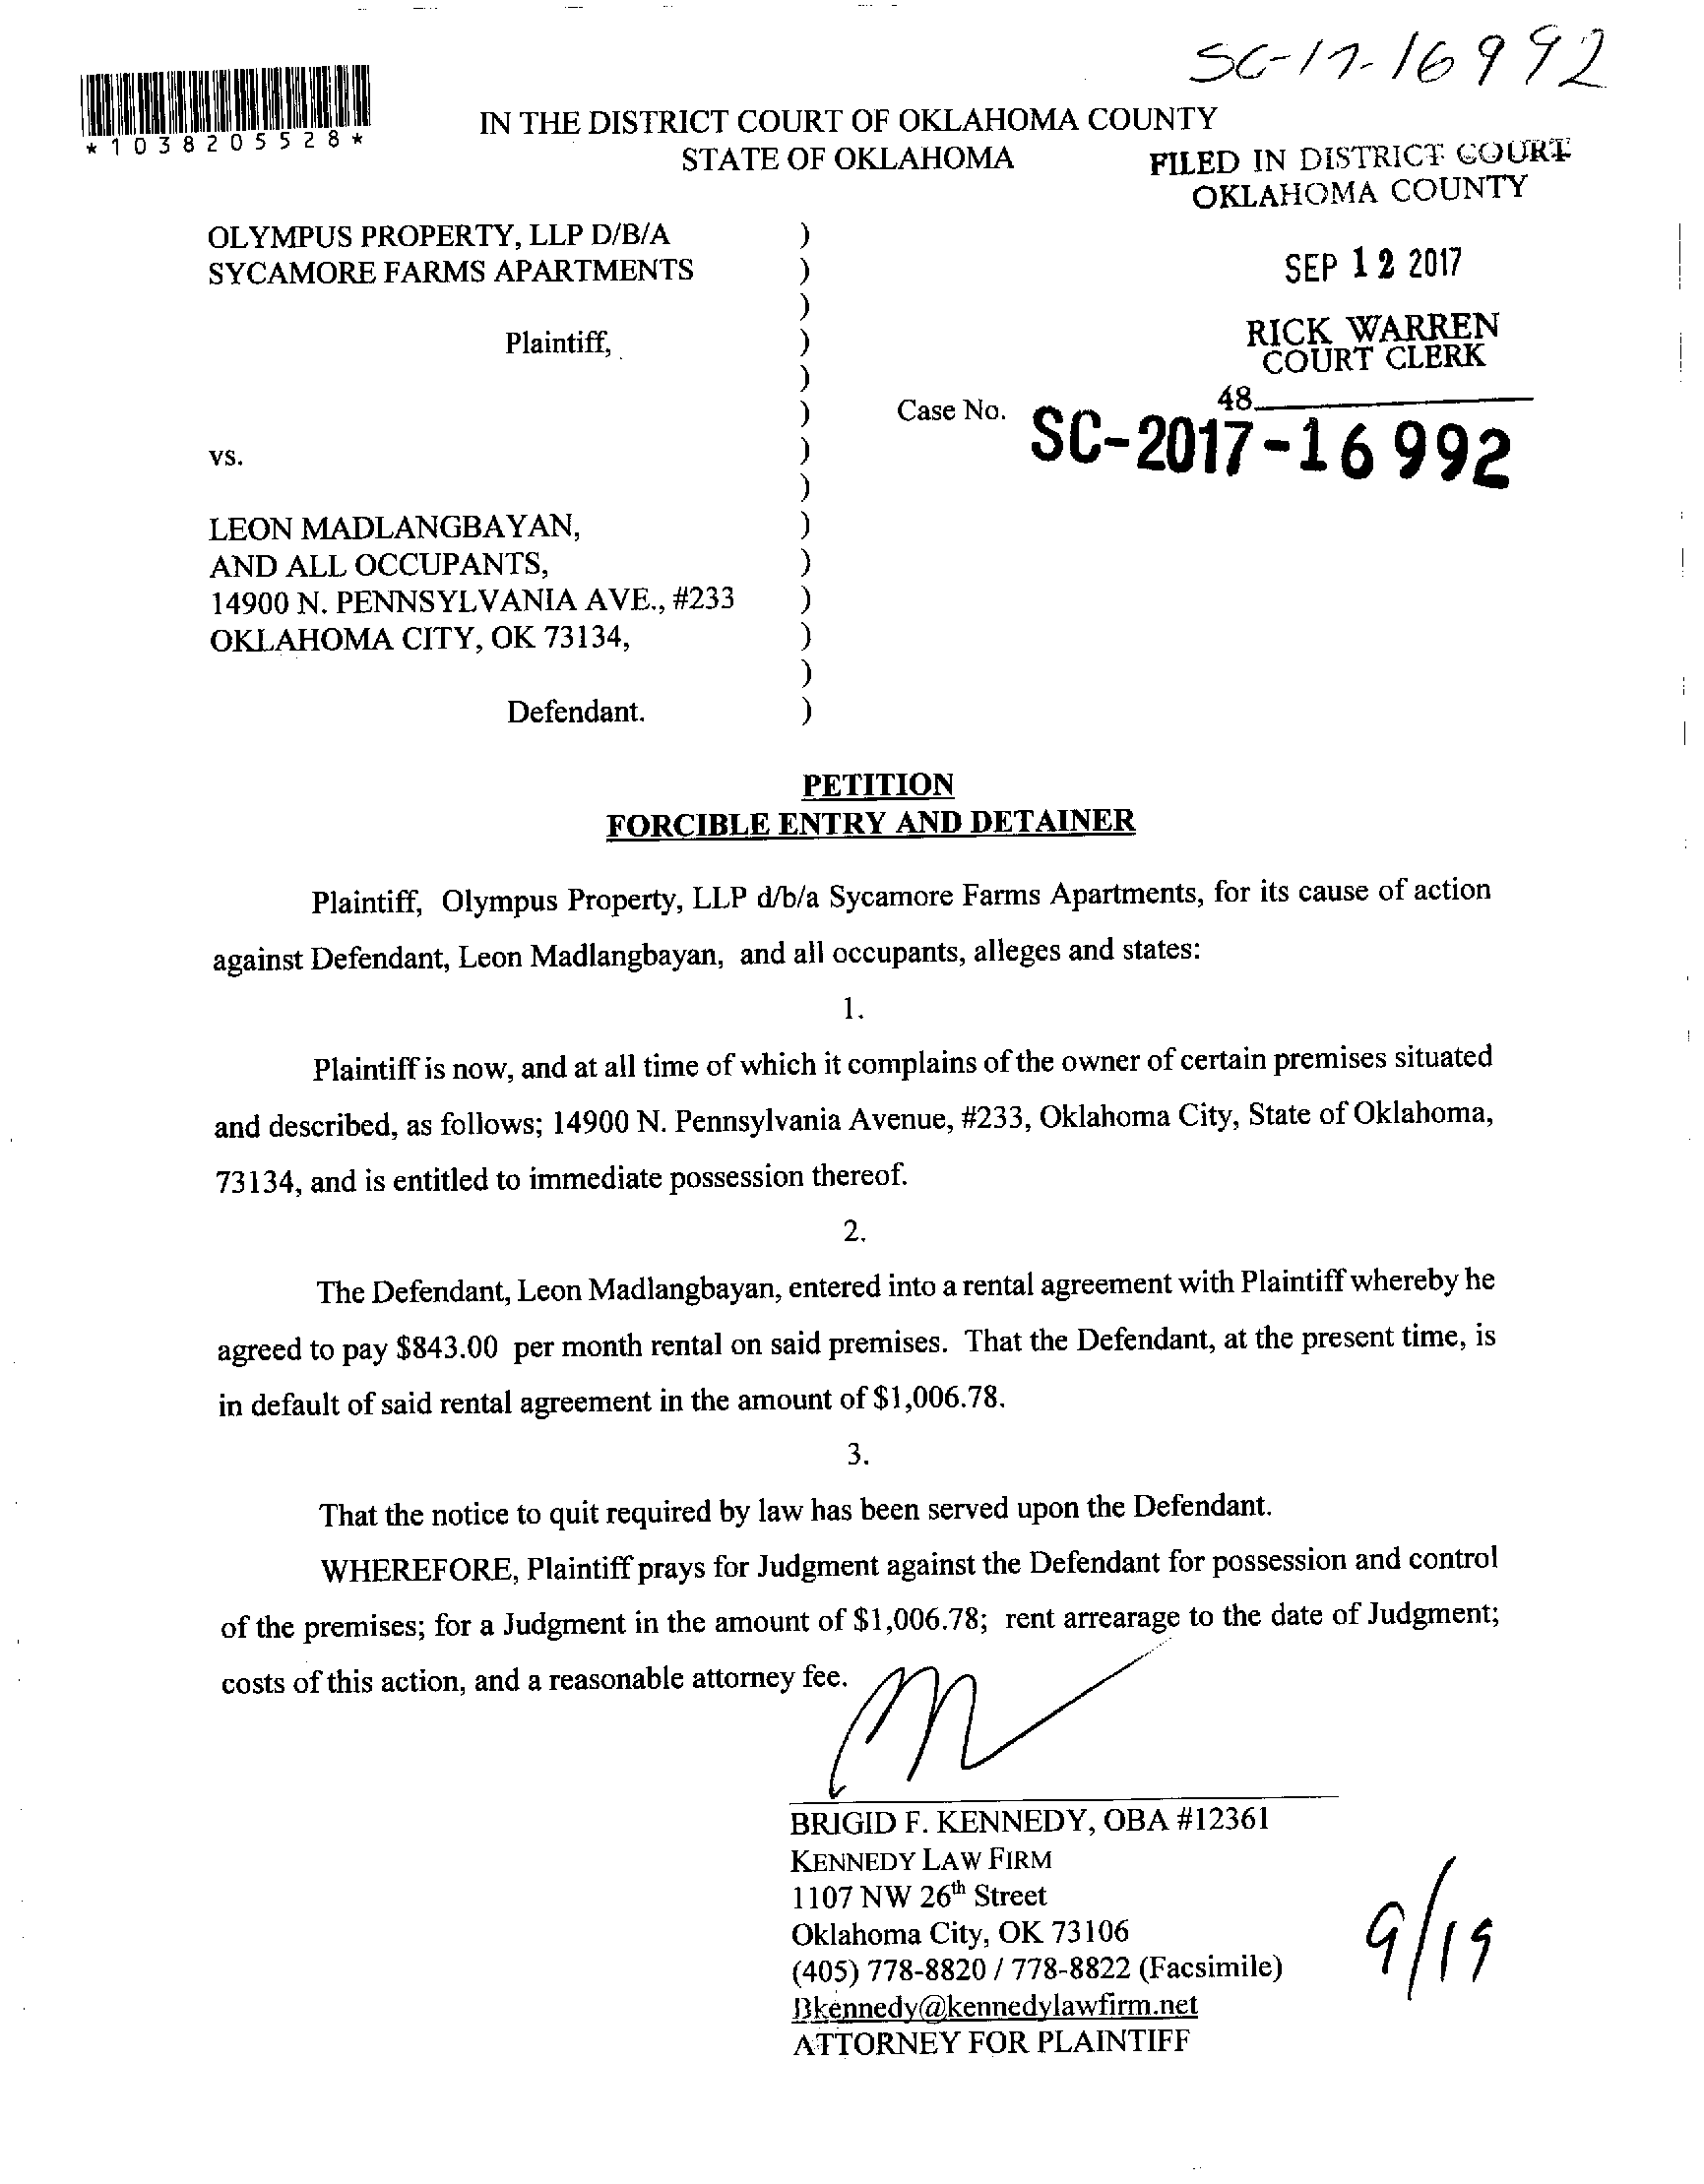 SC-17-16992
*1038205528*
IN THE DISTRICT COURT OF OKLAHOMA COUNTY
STATE OF OKLAHOMA
FILED IN DISTRICT COURT
OKLAHOMA COUNTY
SEP 12 2017
RICK WARREN
COURT CLERK
48
OLYMPUS PROPERTY, LLP D/B/A )
SYCAMORE FARMS APARTMENTS )
)
Plaintiff, )
)
) Case No. SC-2017-16992
vs. )
)
LEON MADLANGBAYAN, )
AND ALL OCCUPANTS, )
14900 N. PENNSYLVANIA AVE., #233 )
OKLAHOMA CITY, OK 73134, )
)
Defendant. )
PETITION
FORCIBLE ENTRY AND DETAINER
Plaintiff, Olympus Property, LLP d/b/a Sycamore Farms Apartments, for its cause of action
against Defendant, Leon Madlangbayan, and all occupants, alleges and states:
1.
Plaintiff is now, and at all time of which it complains of the owner of certain premises situated
and described, as follows; 14900 N. Pennsylvania Avenue, #233, Oklahoma City, State of Oklahoma,
73134, and is entitled to immediate possession thereof.
2.
The Defendant, Leon Madlangbayan, entered into a rental agreement with Plaintiff whereby he
agreed to pay $843.00 per month rental on said premises. That the Defendant, at the present time, is
in default of said rental agreement in the amount of $1,006.78.
3.
That the notice to quit required by law has been served upon the Defendant.
WHEREFORE, Plaintiff prays for Judgment against the Defendant for possession and control
of the premises; for a Judgment in the amount of $1,006.78; rent arrearage to the date of Judgment;
costs of this action, and a reasonable attorney fee.
BRIGID F. KENNEDY, OBA #12361
KENNEDY LAW FIRM
1107 NW 26th Street
Oklahoma City, OK 73106
(405) 778-8820 / 778-8822 (Facsimile)
Bkennedy@kennedylawfirm.net
ATTORNEY FOR PLAINTIFF
9/19